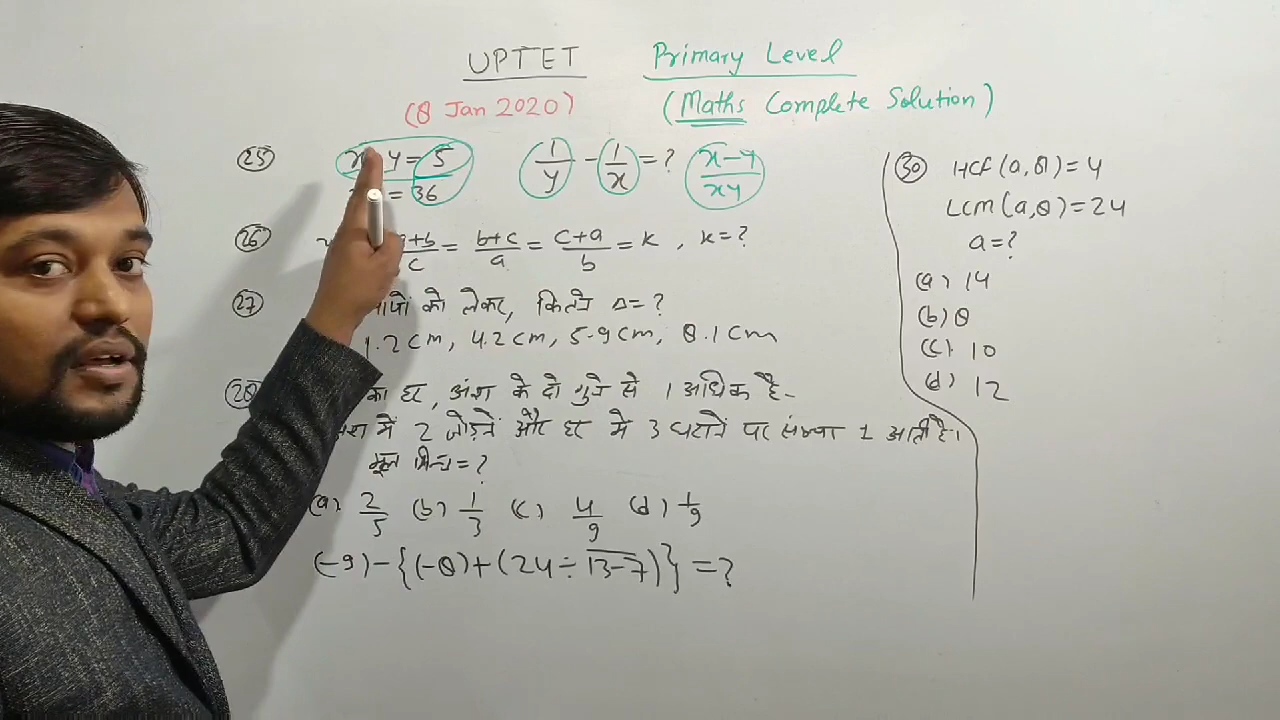 UPTET Primary Level
(8 Jan 2020) (Maths Complete Solution)
25 y = 5 1/y - 1/x = ? x-y/xy
= 36
26 a+b/c = b+c/a = c+a/b = k , k = ?
27 को लेकर, कितने Δ = ?
1.2 cm, 4.2 cm, 5.9 cm, 8.1 cm
28 का हर, अंश के दो गुने से 1 अधिक है-
में 2 जोड़ने और हर में 3 घटाने पर संख्या 1 आती है।
मूल भिन्न = ?
(a) 2/5 (b) 1/3 (c) 4/9 (d) 1/9
(-9) - {(-8) + (24 ÷ 13-7)} = ?
30 HCF (a, 8) = 4
LCM (a, 8) = 24
a = ?
(a) 14
(b) 8
(c) 10
(d) 12